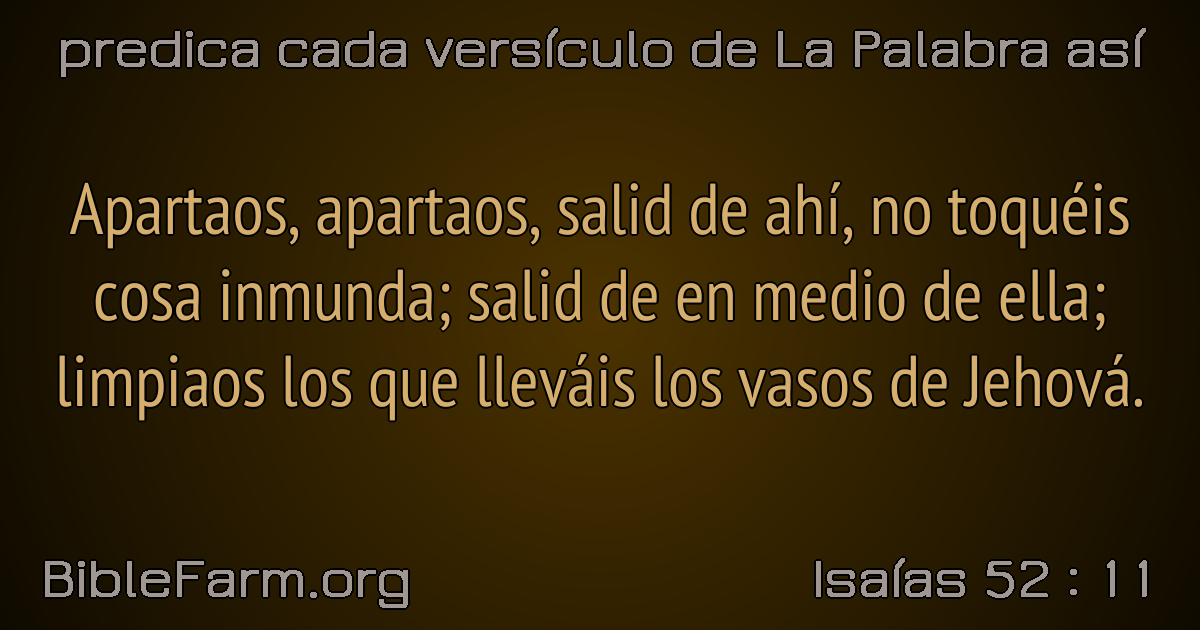 predica cada versículo de La Palabra así
Apartaos, apartaos, salid de ahí, no toquéis
cosa inmunda; salid de en medio de ella;
limpiaos los que lleváis los vasos de Jehová.
BibleFarm.org
Isaías 52 : 11